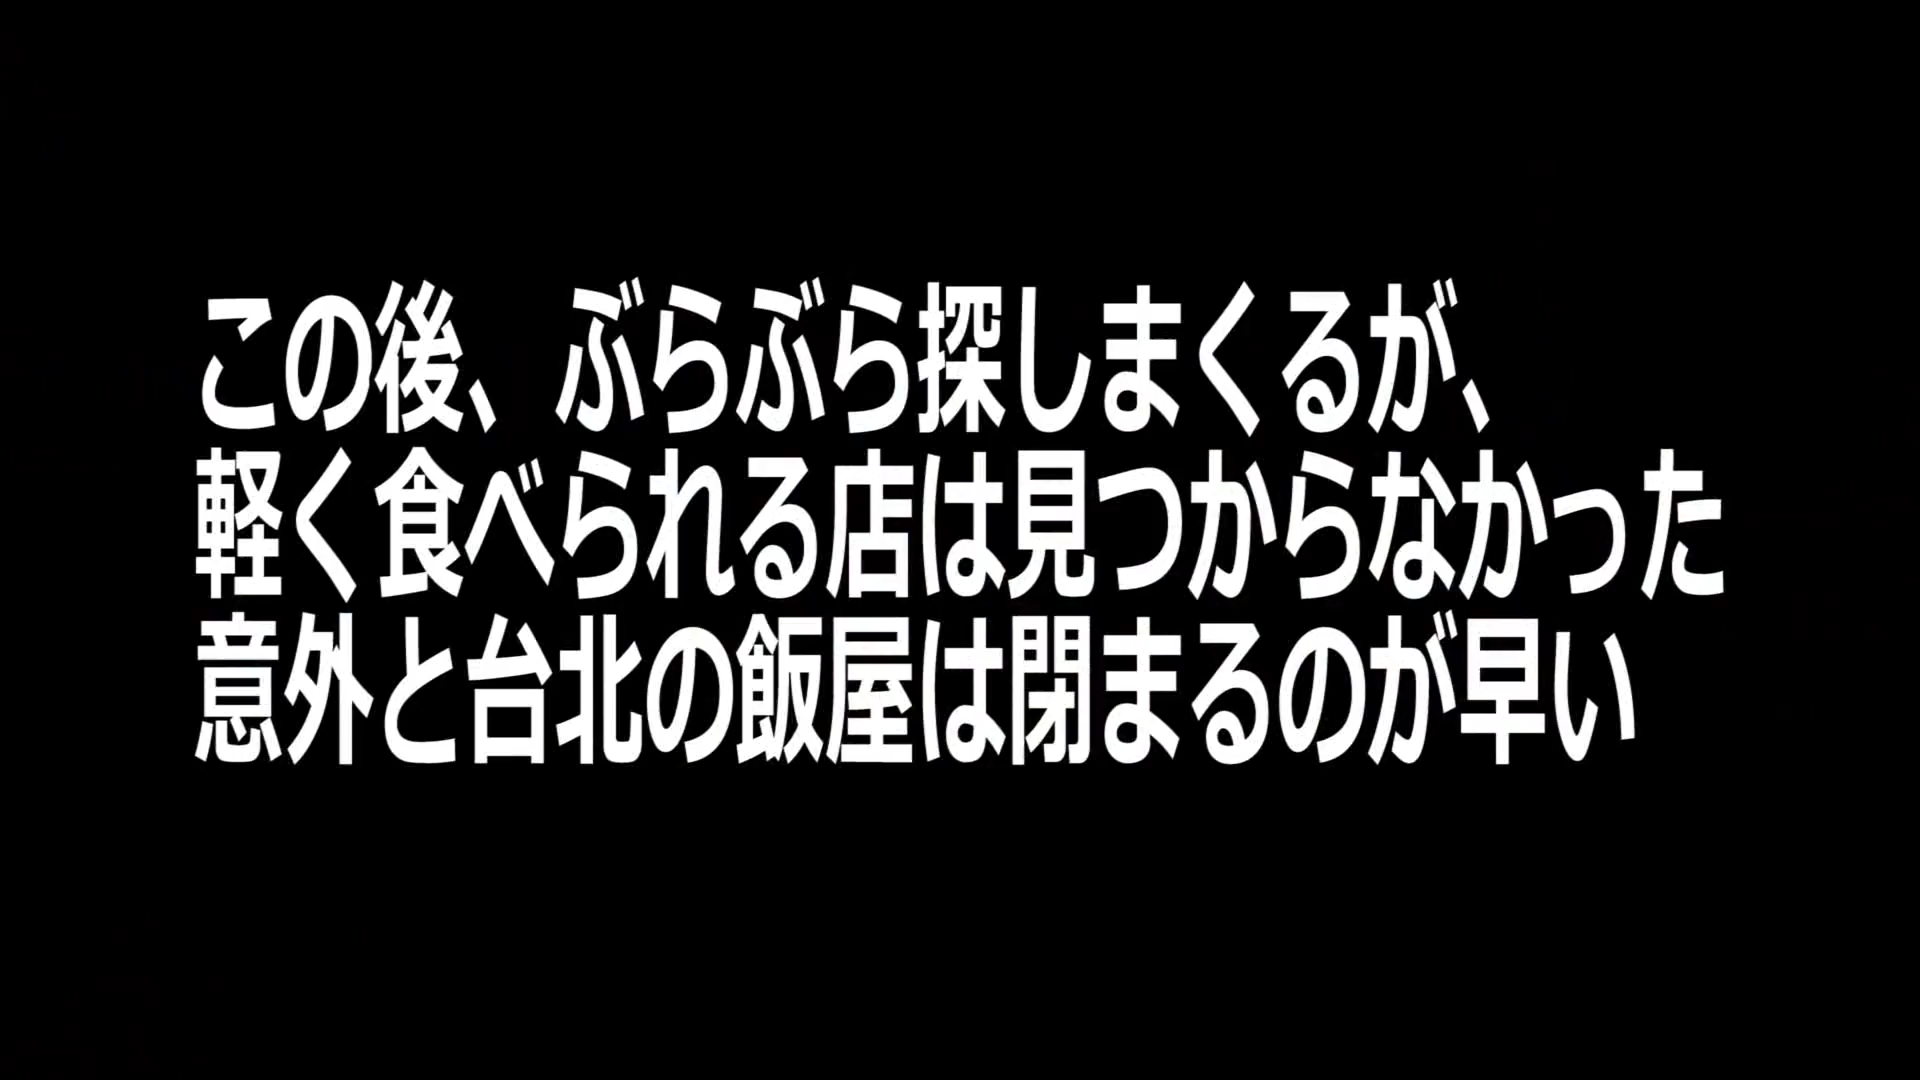 この後、ぶらぶら探しまくるが、
軽く食べられる店は見つからなかった
意外と台北の飯屋は閉まるのが早い